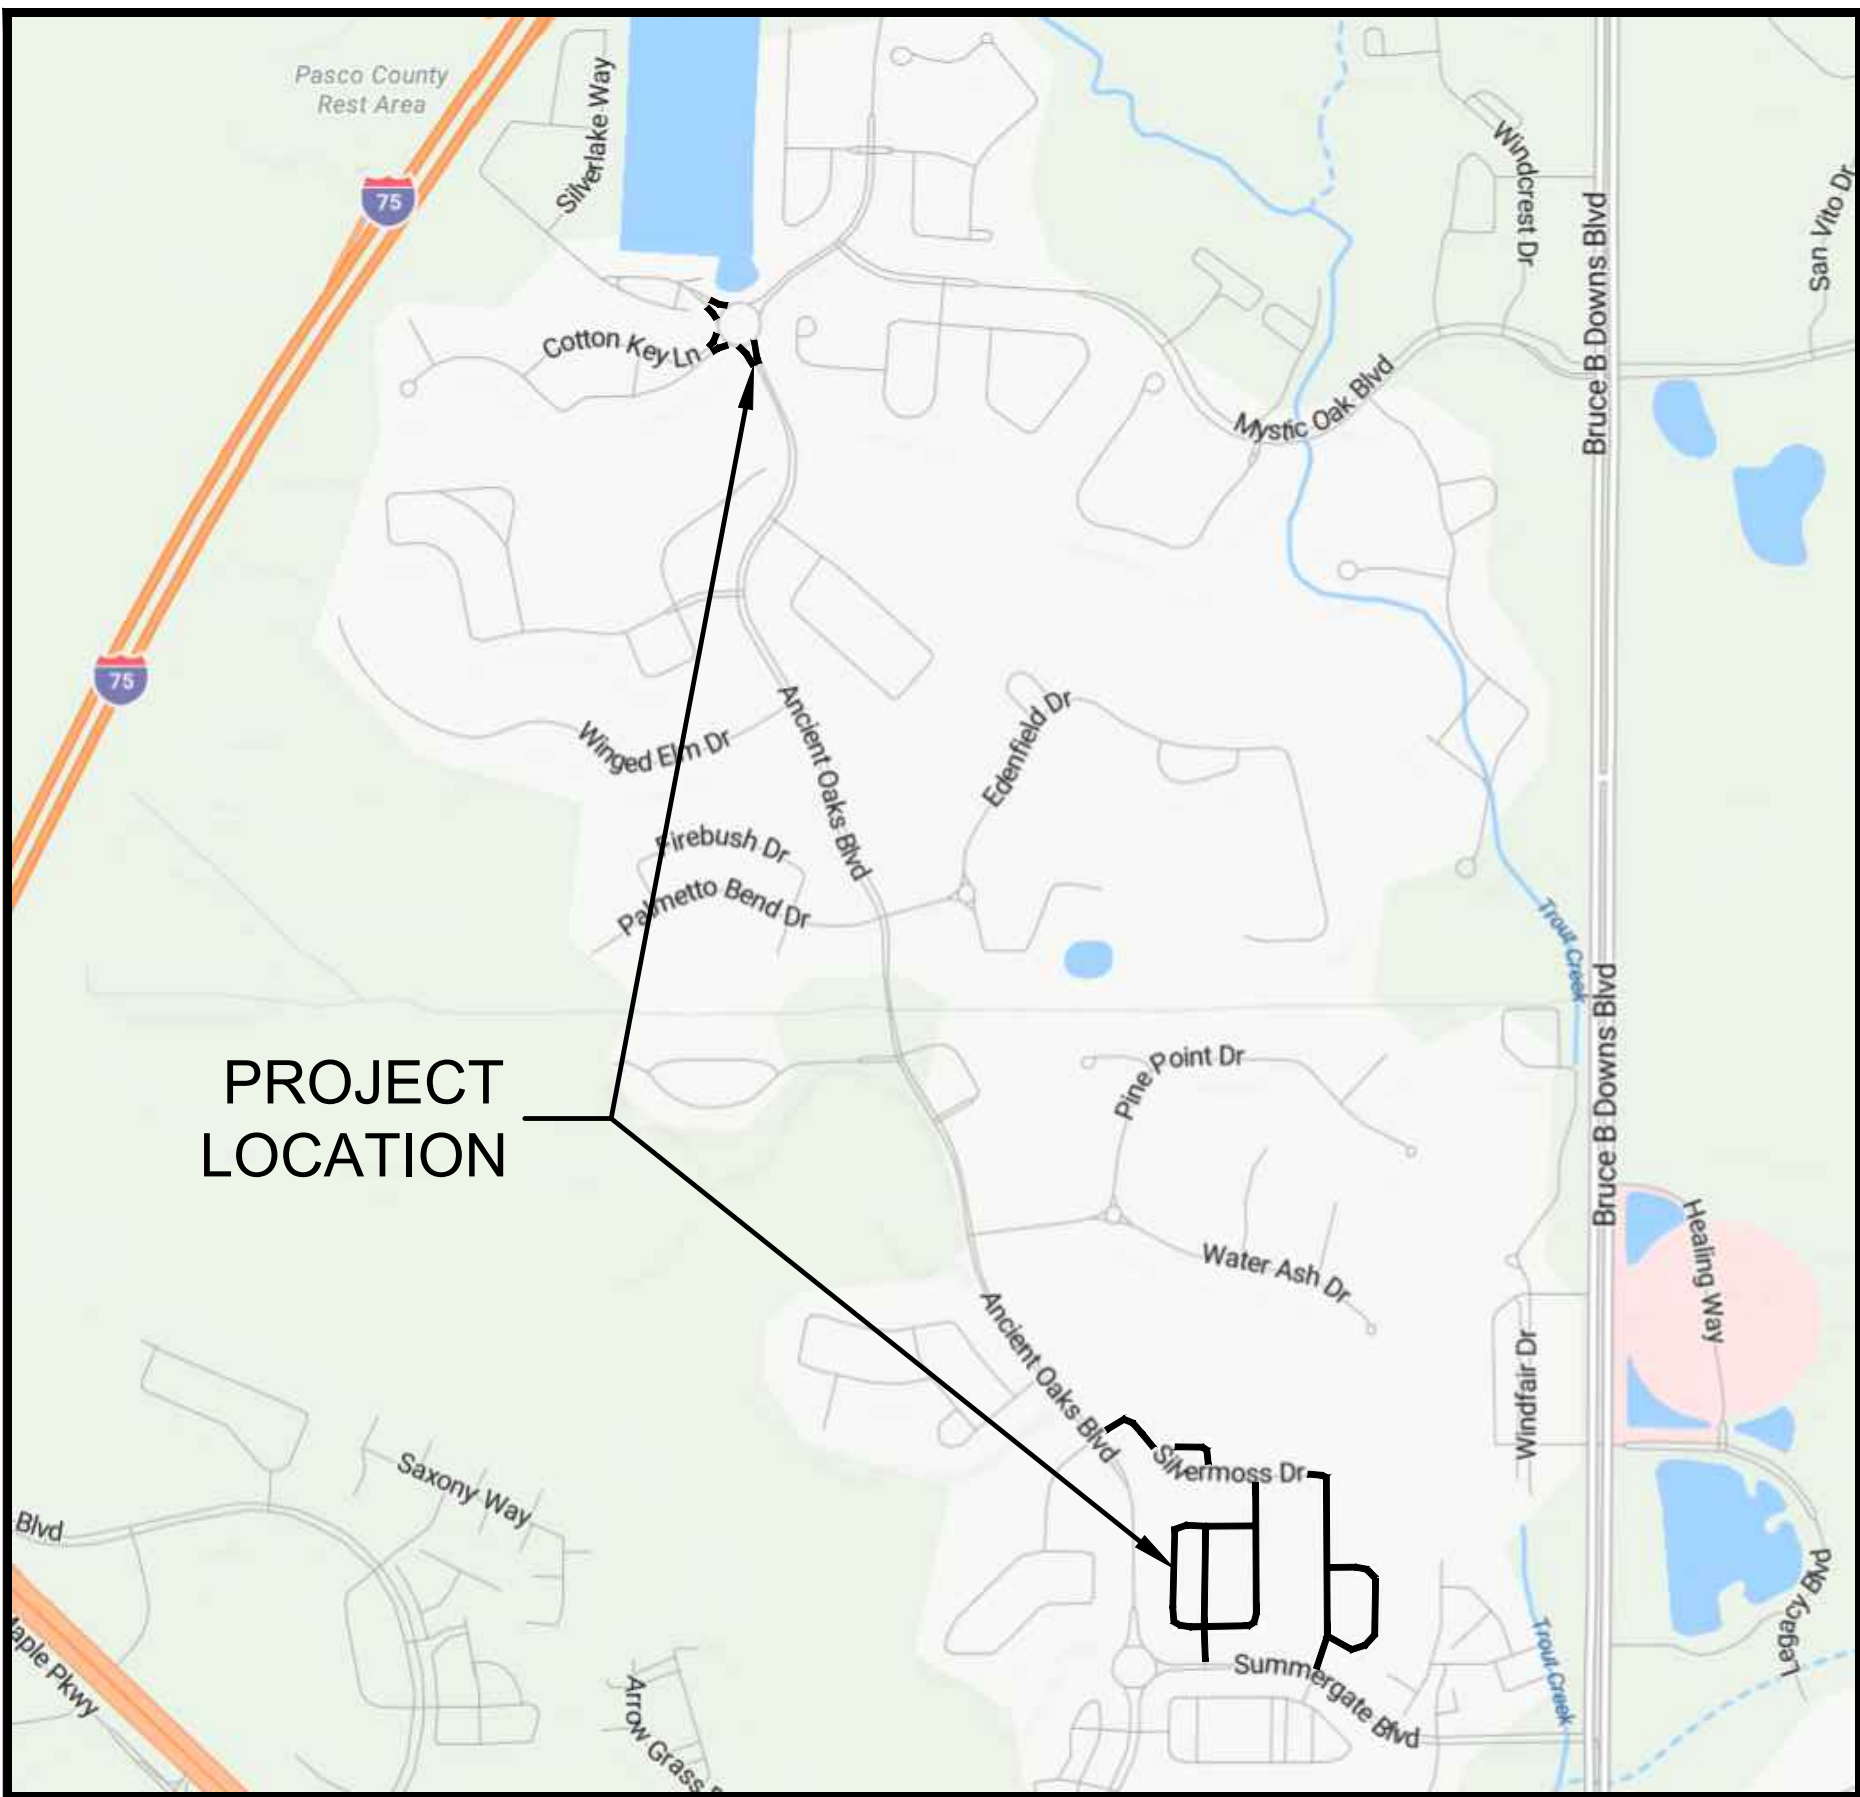 Pasco County
Rest Area
Silverlake Way
75
Windcrest Dr
San Vito Dr
Bruce B Downs Blvd
Cotton Key Ln
Mystic Oak Blvd
75
Ancient Oaks Blvd
Edenfield Dr
Winged Elm Dr
Firebush Dr
Palmetto Bend Dr
Trout Creek
Bruce B Downs Blvd
PROJECT
LOCATION
Pine Point Dr
Healing Way
Water Ash Dr
Ancient Oaks Blvd
Windfair Dr
Silvermoss Dr
Saxony Way
Blvd
Legacy Blvd
Maple Pkwy
Trout Creek
Summergate Blvd
Arrow Grass